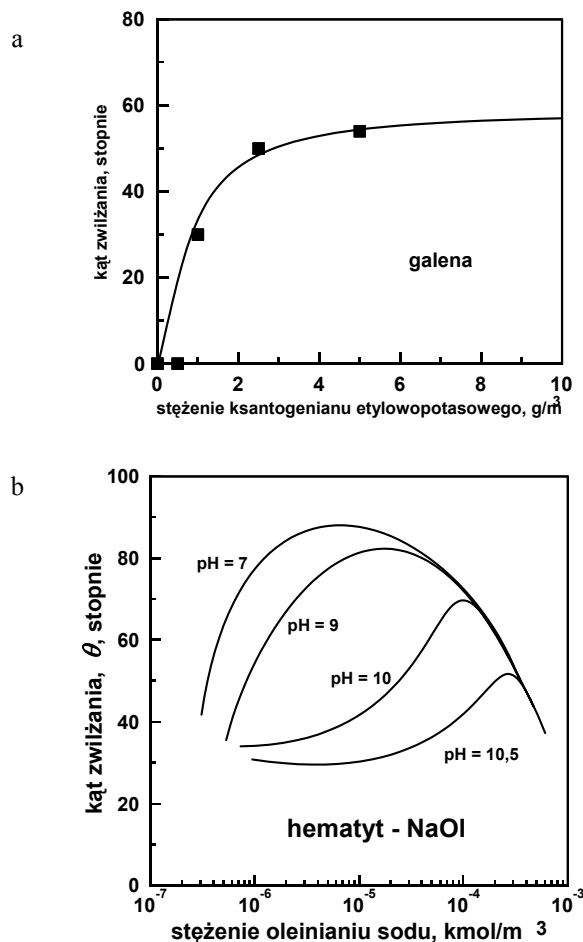 a
80
60
40
20
0
kąt zwilżania, stopnie
galena
0 2 4 6 8 10
stężenie ksantogenianu etylowopotasowego, g/m³
b
100
80
60
40
30
20
0
kąt zwilżania, θ, stopnie
pH = 7
pH = 9
pH = 10
pH = 10,5
hematyt - NaOl
10⁻⁷ 10⁻⁶ 10⁻⁵ 10⁻⁴ 10⁻³
stężenie oleinianiu sodu, kmol/m ³